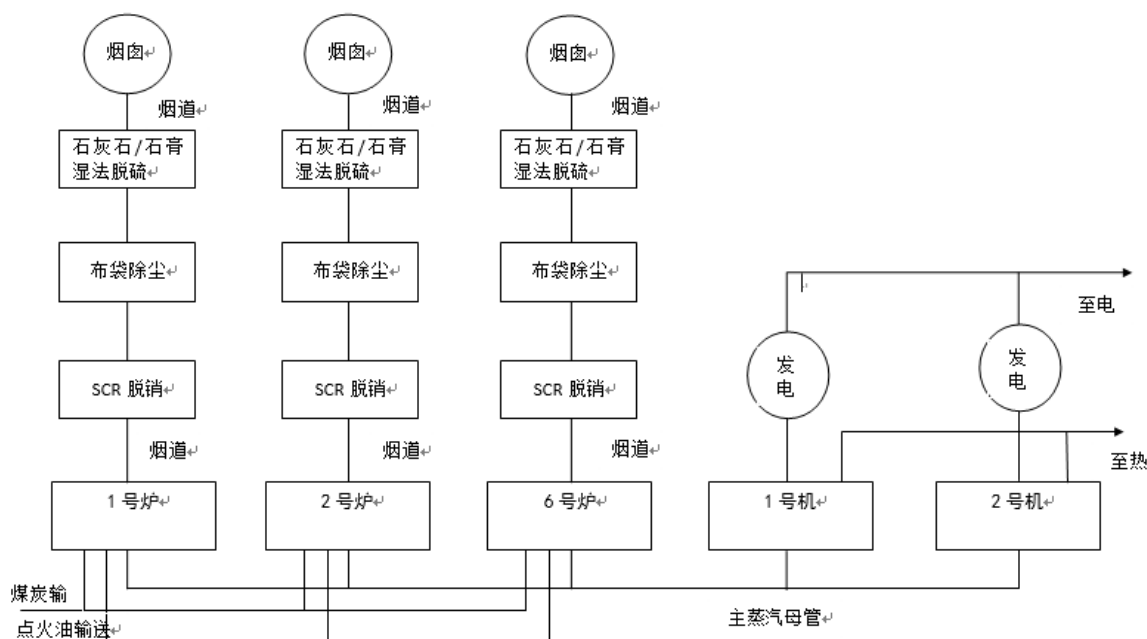 烟囱
烟囱
烟囱
烟道
烟道
烟道
石灰石/石膏
湿法脱硫
石灰石/石膏
湿法脱硫
石灰石/石膏
湿法脱硫
布袋除尘
布袋除尘
布袋除尘
至电
发
电
发
电
SCR 脱销
SCR 脱销
SCR 脱销
烟道
烟道
烟道
至热
1 号炉
2 号炉
6 号炉
1 号机
2 号机
煤炭输
点火油输送
主蒸汽母管